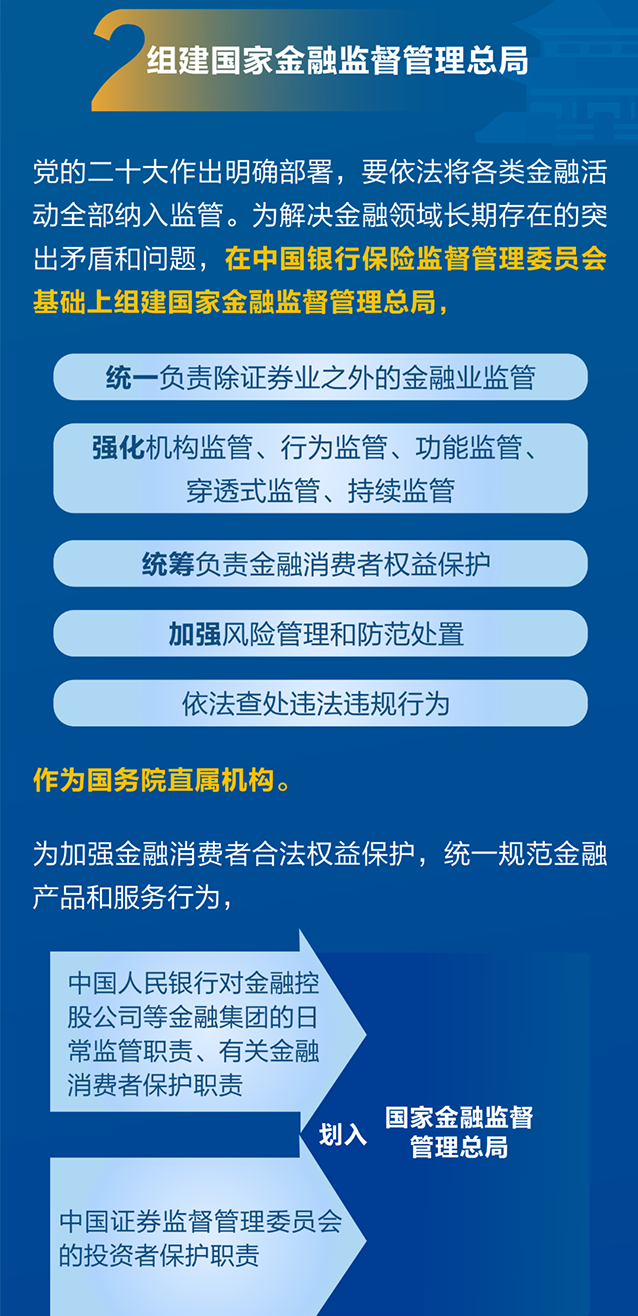 2 组建国家金融监督管理总局
党的二十大作出明确部署，要依法将各类金融活
动全部纳入监管。为解决金融领域长期存在的突
出矛盾和问题，在中国银行保险监督管理委员会
基础上组建国家金融监督管理总局，
统一负责除证券业之外的金融业监管
强化机构监管、行为监管、功能监管、
穿透式监管、持续监管
统筹负责金融消费者权益保护
加强风险管理和防范处置
依法查处违法违规行为
作为国务院直属机构。
为加强金融消费者合法权益保护，统一规范金融
产品和服务行为，
中国人民银行对金融控
股公司等金融集团的日
常监管职责、有关金融
消费者保护职责
划入
国家金融监督
管理总局
中国证券监督管理委员会
的投资者保护职责